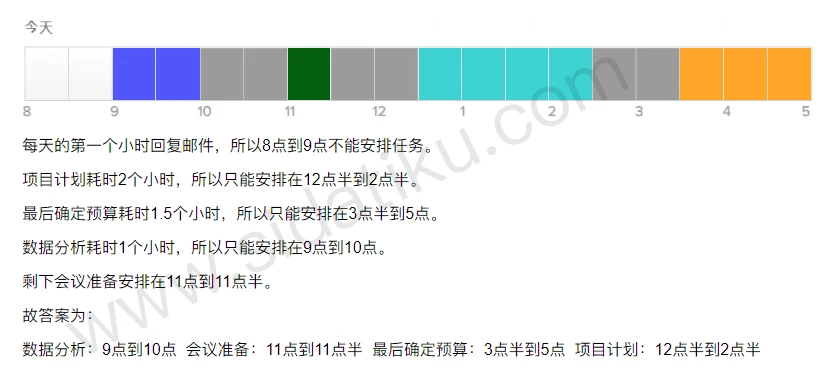 今天
8 9 10 11 12 1 2 3 4 5
每天的第一个小时回复邮件，所以8点到9点不能安排任务。
项目计划耗时2个小时，所以只能安排在12点半到2点半。
最后确定预算耗时1.5个小时，所以只能安排在3点半到5点。
数据分析耗时1个小时，所以只能安排在9点到10点。
剩下会议准备安排在11点到11点半。
故答案为：
数据分析：9点到10点 会议准备：11点到11点半 最后确定预算：3点半到5点 项目计划：12点半到2点半
www.sidatiku.com